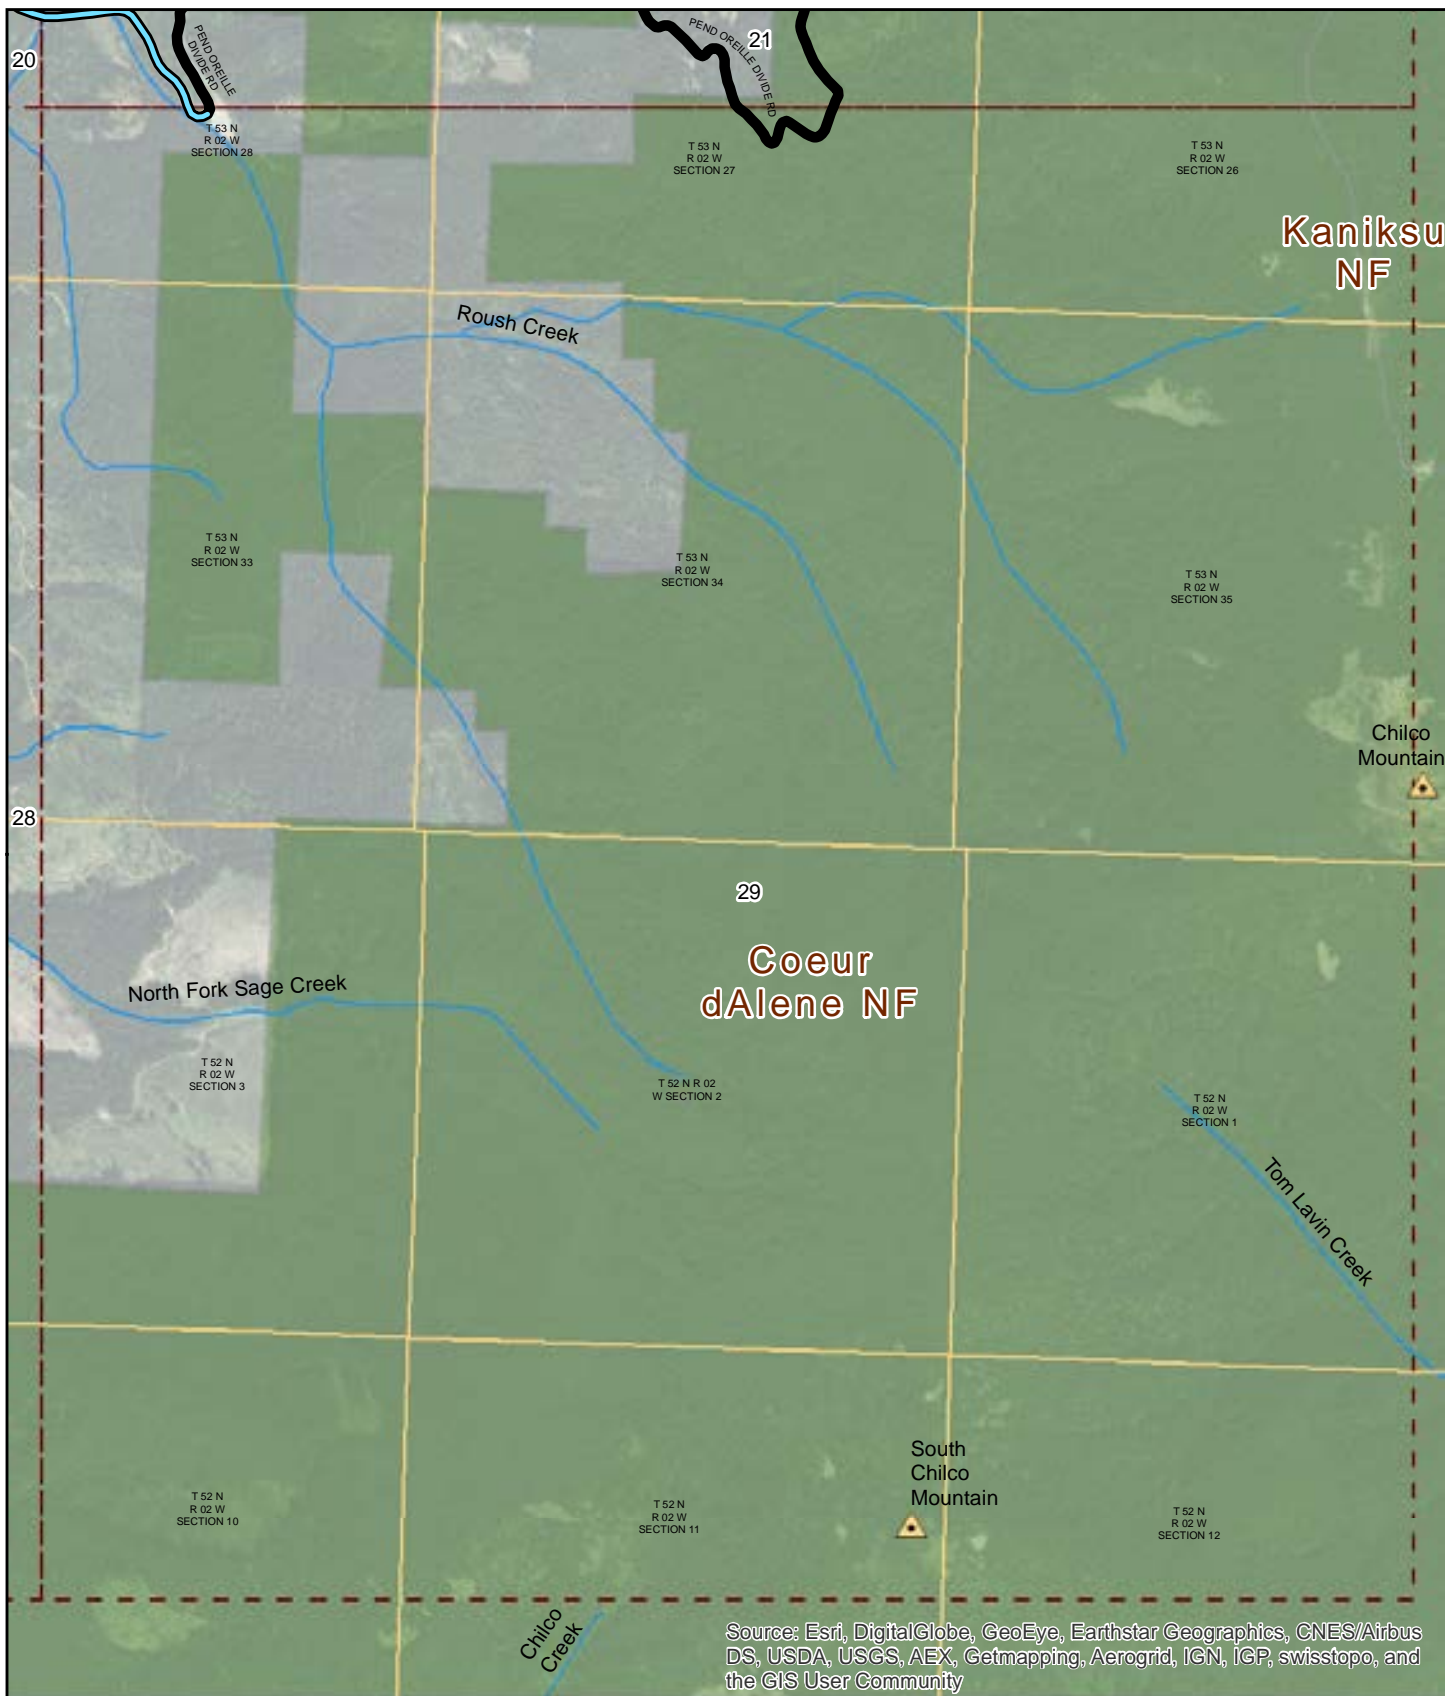 20
PEND OREILLE
DIVIDE RD
PEND OREILLE DIVIDE RD
21
T 53 N
R 02 W
SECTION 28
T 53 N
R 02 W
SECTION 27
T 53 N
R 02 W
SECTION 26
Kaniksu
NF
Roush Creek
T 53 N
R 02 W
SECTION 33
T 53 N
R 02 W
SECTION 34
T 53 N
R 02 W
SECTION 35
Chilco
Mountain
28
29
Coeur
dAlene NF
North Fork Sage Creek
T 52 N
R 02 W
SECTION 3
T 52 N R 02
W SECTION 2
T 52 N
R 02 W
SECTION 1
Tom Lavin Creek
South
Chilco
Mountain
T 52 N
R 02 W
SECTION 10
T 52 N
R 02 W
SECTION 11
T 52 N
R 02 W
SECTION 12
Chilco
Creek
Source: Esri, DigitalGlobe, GeoEye, Earthstar Geographics, CNES/Airbus
DS, USDA, USGS, AEX, Getmapping, Aerogrid, IGN, IGP, swisstopo, and
the GIS User Community